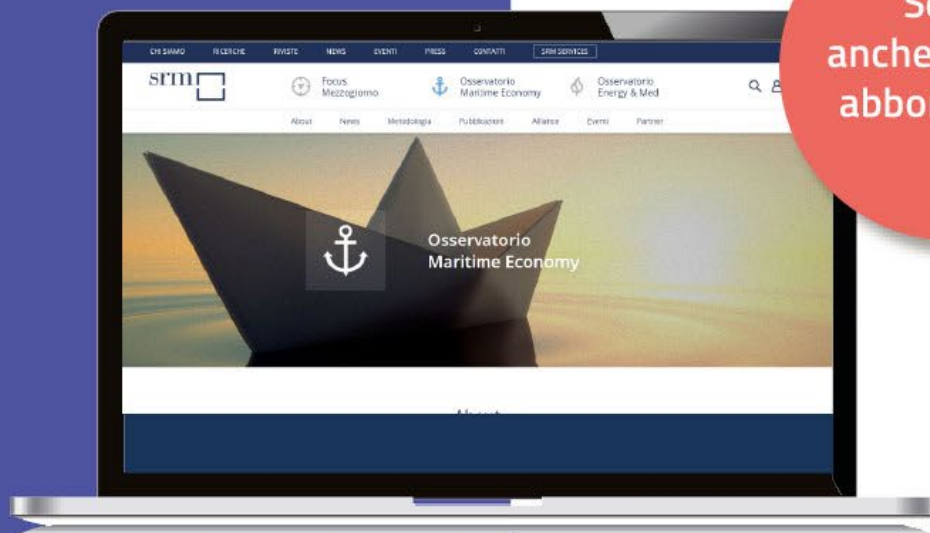 anche
abbo
CHI SIAMO RICERCHE RIVISTE NEWS EVENTI PRESS CONTATTI SRM SERVICES
srm
Focus
Mezzogiorno
Osservatorio
Maritime Economy
Osservatorio
Energy & Med
About News Metodologia Pubblicazioni Alliance Eventi Partner
Osservatorio
Maritime Economy